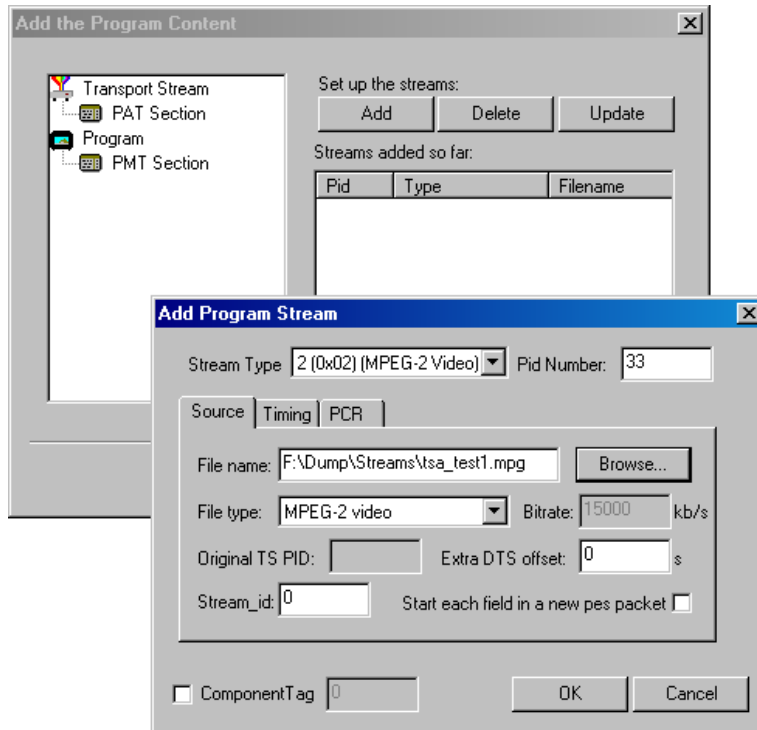 Add the Program Content
Transport Stream
PAT Section
Program
PMT Section
Set up the streams:
Add Delete Update
Streams added so far:
Pid Type Filename
Add Program Stream
Stream Type 2 (0x02) (MPEG-2 Video) Pid Number: 33
Source Timing PCR
File name: F:\Dump\Streams\tsa_test1.mpg Browse...
File type: MPEG-2 video Bitrate: 15000 kb/s
Original TS PID: Extra DTS offset: 0 s
Stream_id: 0 Start each field in a new pes packet
ComponentTag 0 OK Cancel